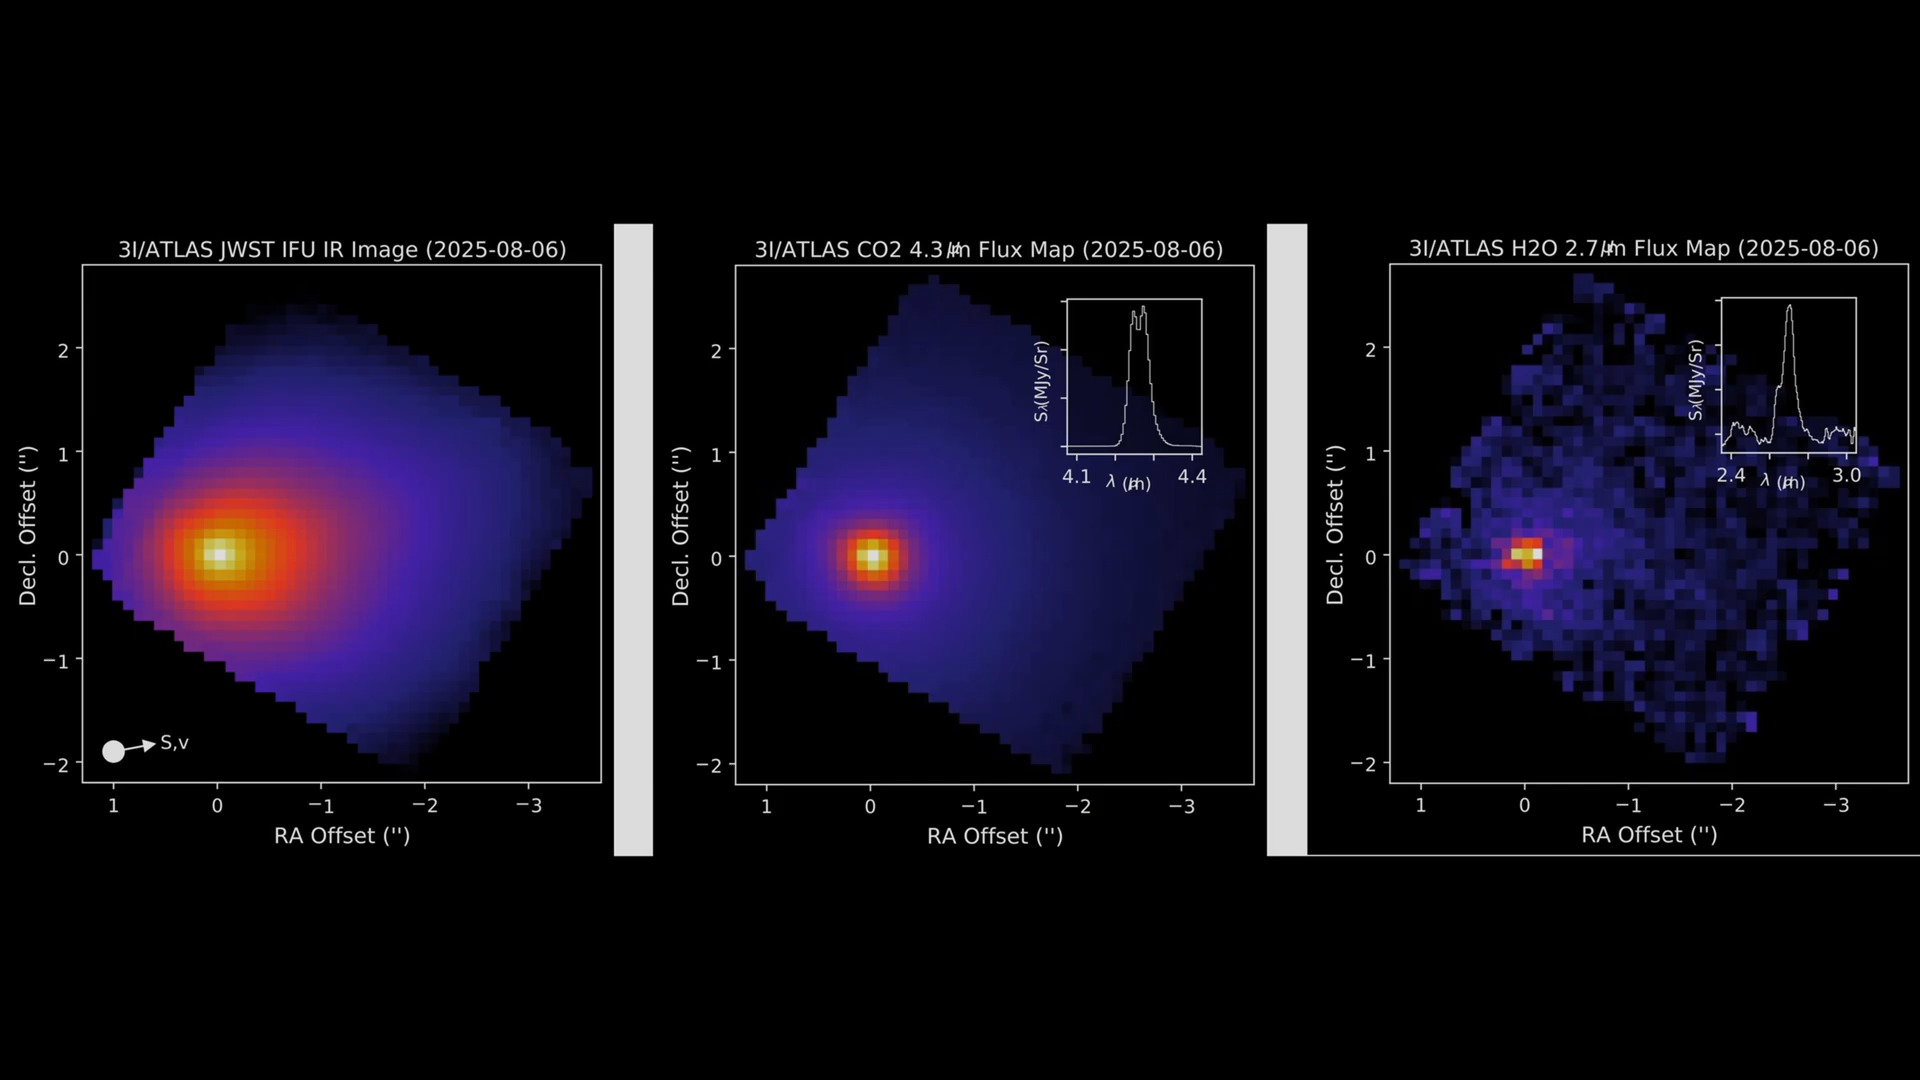 3I/ATLAS JWST IFU IR Image (2025-08-06)
Decl. Offset ('')
2
1
0
−1
−2
S,v
1
0
−1
−2
−3
RA Offset ('')
3I/ATLAS CO2 4.3 μm Flux Map (2025-08-06)
Decl. Offset ('')
2
1
0
−1
−2
Sλ(MJy/Sr)
4.1
λ (μm)
4.4
1
0
−1
−2
−3
RA Offset ('')
3I/ATLAS H2O 2.7 μm Flux Map (2025-08-06)
Decl. Offset ('')
2
1
0
−1
−2
Sλ(MJy/Sr)
2.4
λ (μm)
3.0
1
0
−1
−2
−3
RA Offset ('')